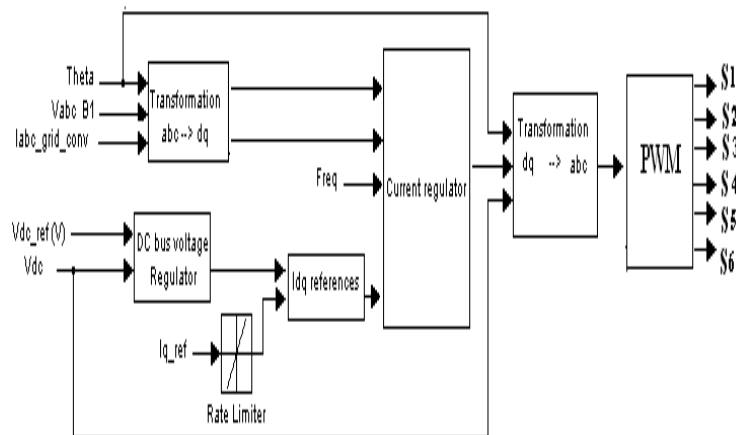 Theta
Vabc B1
Iabc_grid_conv
Transformation
abc --> dq
Freq
Current regulator
Transformation
dq --> abc
PWM
S1
S2
S3
S4
S5
S6
Vdc_ref(V)
Vdc
DC bus voltage
Regulator
Idq references
Iq_ref
Rate Limiter